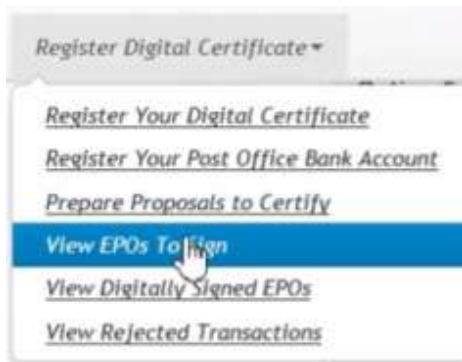 Register Digital Certificate
Register Your Digital Certificate
Register Your Post Office Bank Account
Prepare Proposals to Certify
View EPOs To Sign
View Digitally Signed EPOs
View Rejected Transactions